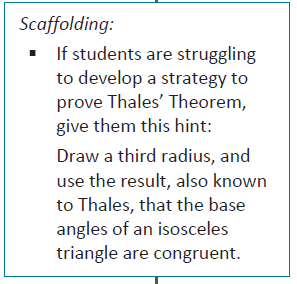 Scaffolding:
▪ If students are struggling
to develop a strategy to
prove Thales’ Theorem,
give them this hint:
Draw a third radius, and
use the result, also known
to Thales, that the base
angles of an isosceles
triangle are congruent.